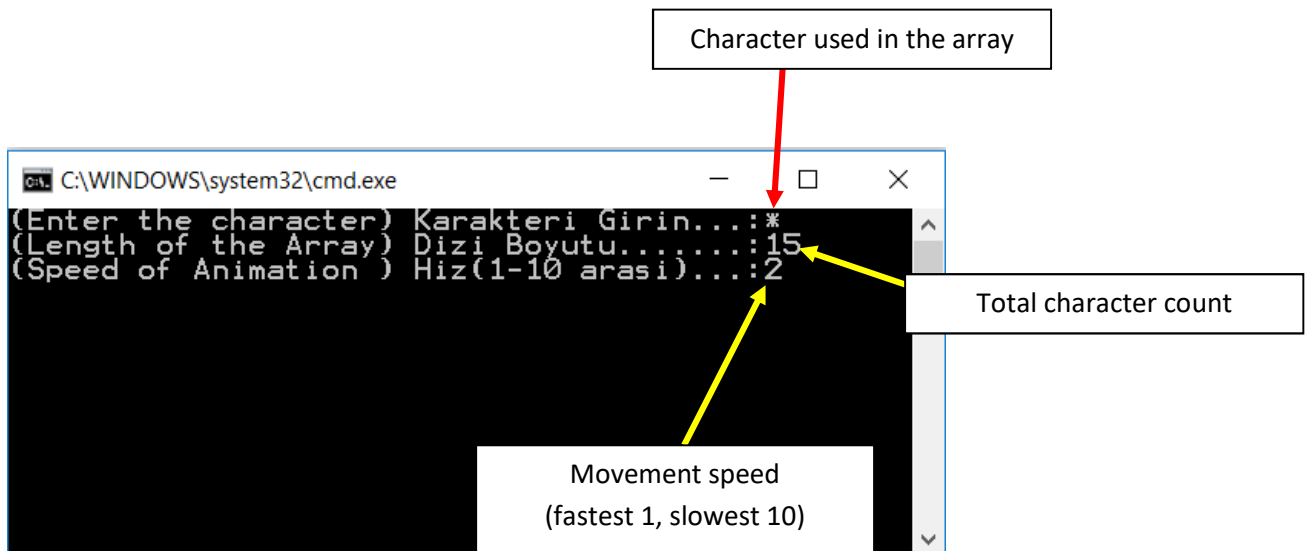 Character used in the array
C:\WINDOWS\system32\cmd.exe
(Enter the character) Karakteri Girin...:*
(Length of the Array) Dizi Boyutu.......:15
(Speed of Animation ) Hiz(1-10 arasi)...:2
Total character count
Movement speed
(fastest 1, slowest 10)